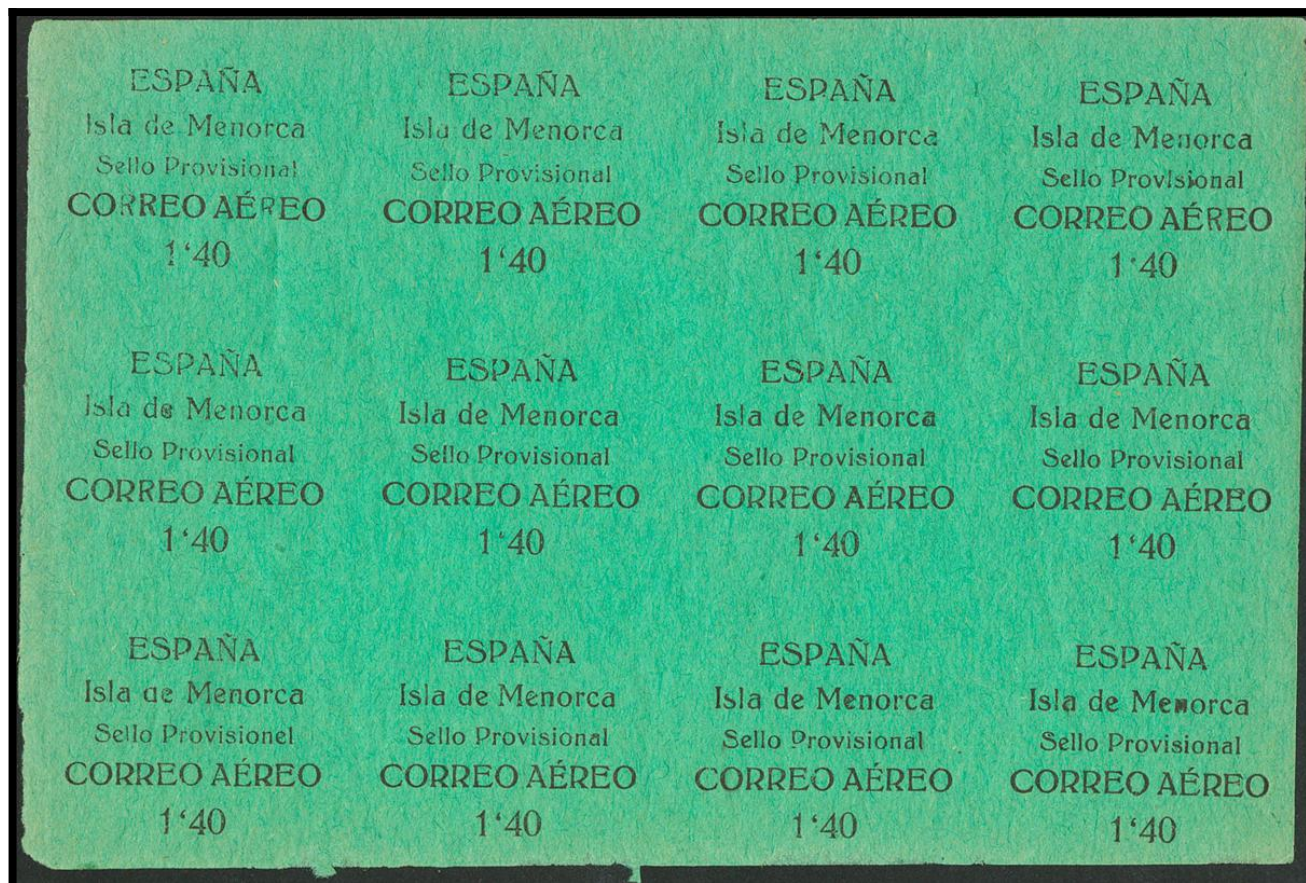 ESPAÑA ESPAÑA ESPAÑA ESPAÑA
Isla de Menorca Isla de Menorca Isla de Menorca Isla de Menorca
Sello Provisional Sello Provisional Sello Provisional Sello Provisional
CORREO AÉREO CORREO AÉREO CORREO AÉREO CORREO AÉREO
1‘40 1‘40 1‘40 1‘40
ESPAÑA ESPAÑA ESPAÑA ESPAÑA
Isla de Menorca Isla de Menorca Isla de Menorca Isla de Menorca
Sello Provisional Sello Provisional Sello Provisional Sello Provisional
CORREO AÉREO CORREO AÉREO CORREO AÉREO CORREO AÉREO
1‘40 1‘40 1‘40 1‘40
ESPAÑA ESPAÑA ESPAÑA ESPAÑA
Isla de Menorca Isla de Menorca Isla de Menorca Isla de Menorca
Sello Provisionel Sello Provisional Sello Provisional Sello Provisional
CORREO AÉREO CORREO AÉREO CORREO AÉREO CORREO AÉREO
1‘40 1‘40 1‘40 1‘40